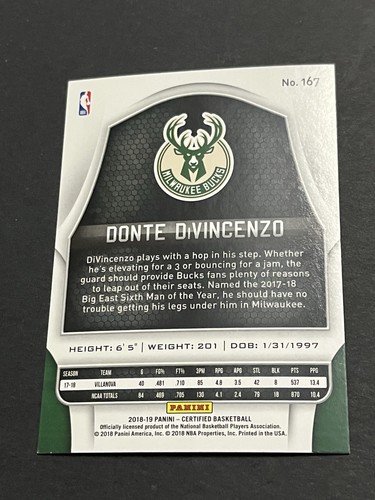 No. 167
MILWAUKEE BUCKS
DONTE DiVINCENZO
DiVincenzo plays with a hop in his step. Whether
he's elevating for a 3 or bouncing for a jam, the
guard should provide Bucks fans plenty of reasons
to leap out of their seats. Named the 2017-18
Big East Sixth Man of the Year, he should have no
trouble getting his legs under him in Milwaukee.
HEIGHT: 6' 5" | WEIGHT: 201 | DOB: 1/31/1997
SEASON TEAM G FG% FT% 3PM RPG APG STL BLK PTS PPG
17-18 VILLANOVA 40 .481 .710 85 4.8 3.5 42 8 537 13.4
NCAA TOTALS 84 .468 .705 130 4.1 2.4 79 18 870 10.4
PANINI
2018-19 PANINI – CERTIFIED BASKETBALL
Officially licensed product of the National Basketball Players Association.
© 2018 Panini America, Inc. © 2018 NBA Properties, Inc. Printed in the USA.